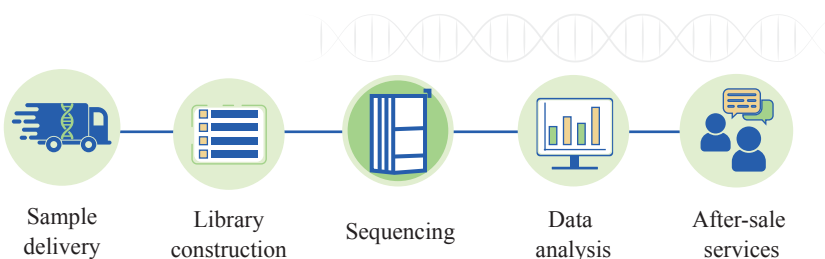 Sample
delivery
Library
construction
Sequencing
Data
analysis
After-sale
services